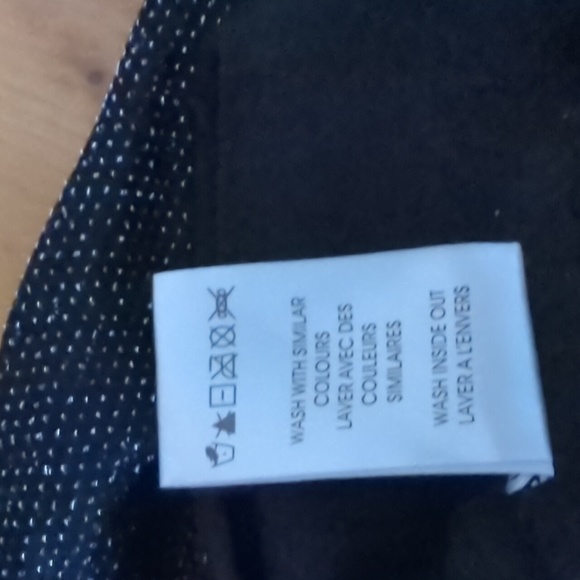 WASH WITH SIMILAR
COLOURS
LAVER AVEC DES
COULEURS
SIMILAIRES
WASH INSIDE OUT
LAVER A L'ENVERS